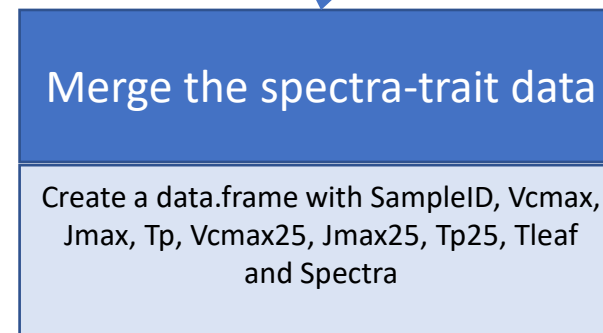 Merge the spectra-trait data
Create a data.frame with SampleID, Vcmax,
Jmax, Tp, Vcmax25, Jmax25, Tp25, Tleaf
and Spectra